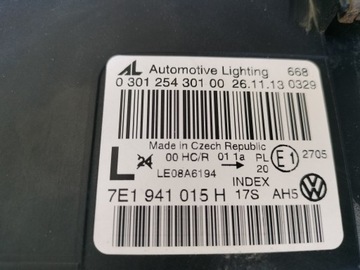 AL Automotive Lighting 668
0 301 254 301 00 26.11.13 0329
Made in Czech Republic
L 24 00 HC/R 01 1a PL E1 2705
20
LE08A6194
INDEX
7E1 941 015 H 17S AH5